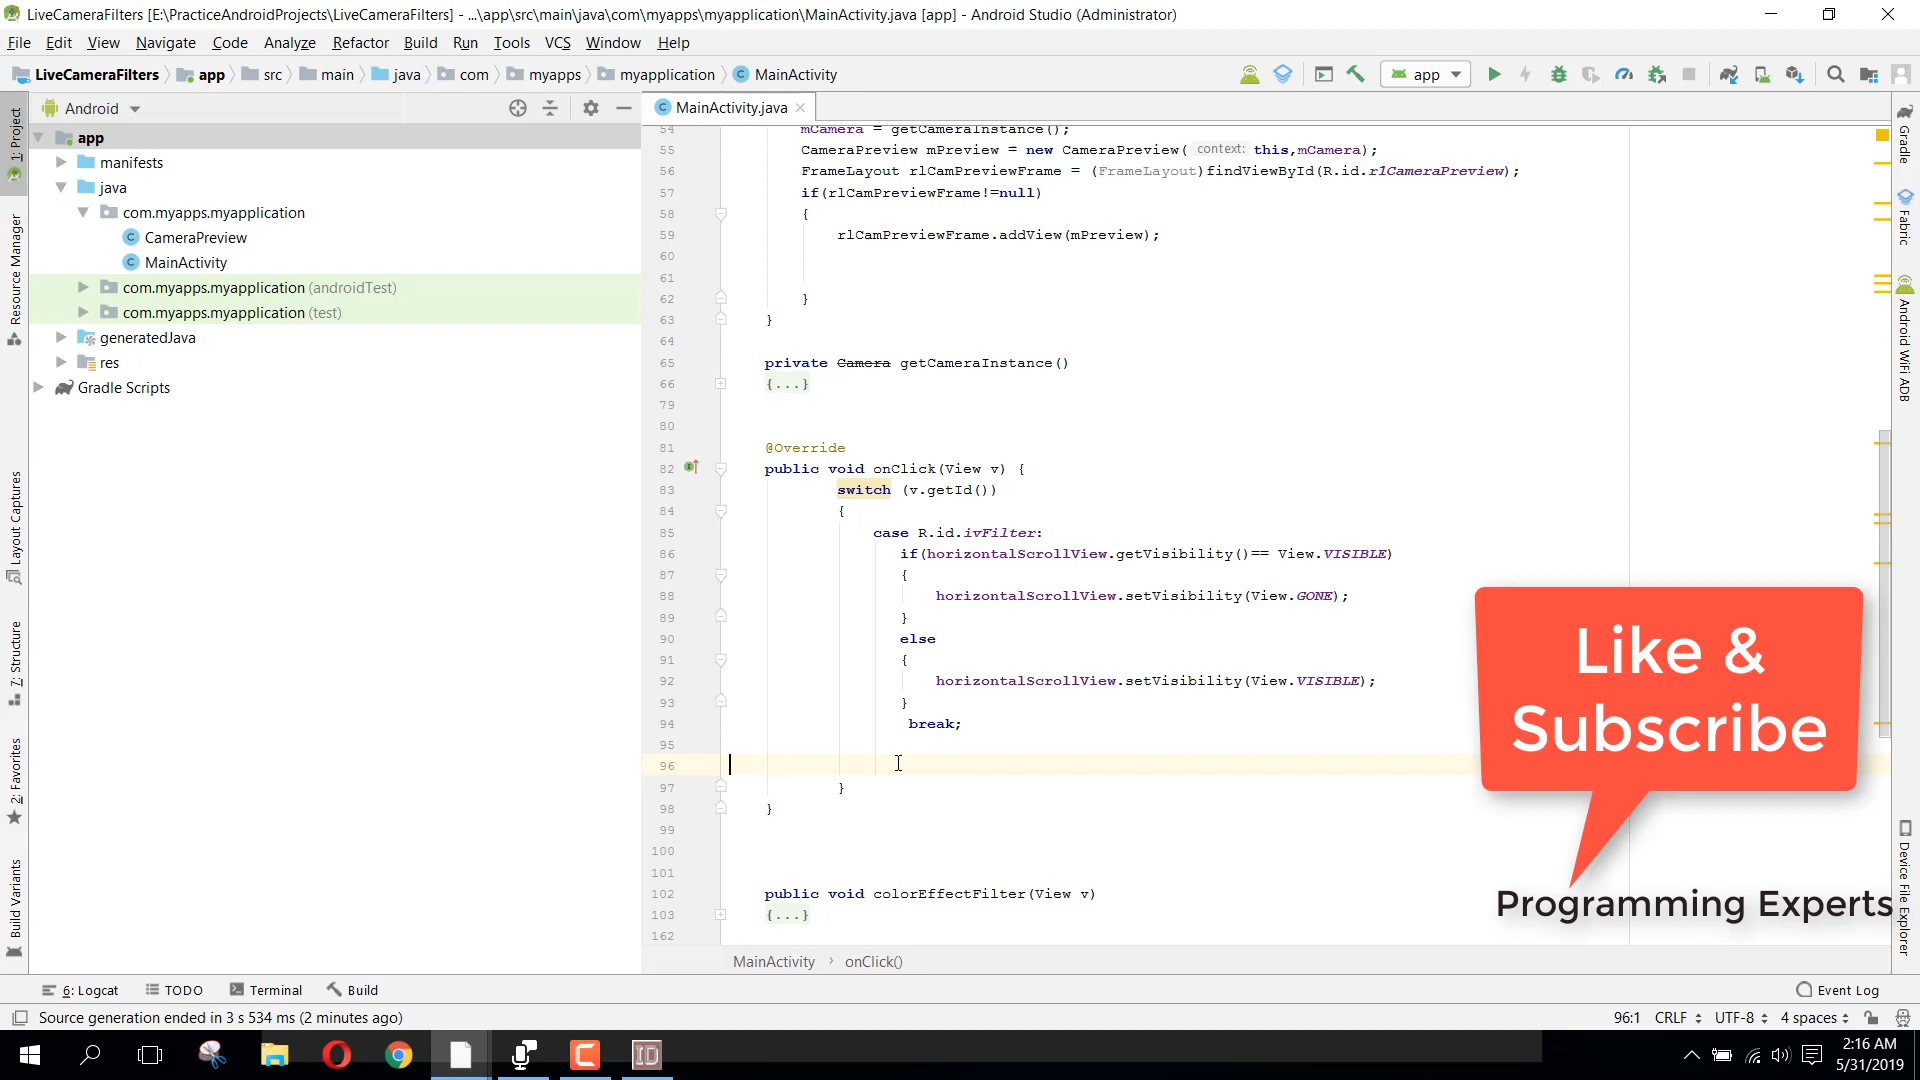 LiveCameraFilters [E:\PracticeAndroidProjects\LiveCameraFilters] - ...\app\src\main\java\com\myapps\myapplication\MainActivity.java [app] - Android Studio (Administrator)
File Edit View Navigate Code Analyze Refactor Build Run Tools VCS Window Help
LiveCameraFilters app src main java com myapps myapplication MainActivity
app
Android
MainActivity.java
app
manifests
java
com.myapps.myapplication
CameraPreview
MainActivity
com.myapps.myapplication (androidTest)
com.myapps.myapplication (test)
generatedJava
res
Gradle Scripts
1: Project
Resource Manager
Layout Captures
7: Structure
2: Favorites
Build Variants
54 mCamera = getCameraInstance();
55 CameraPreview mPreview = new CameraPreview( context: this,mCamera);
56 FrameLayout rlCamPreviewFrame = (FrameLayout)findViewById(R.id.rlCameraPreview);
57 if(rlCamPreviewFrame!=null)
58 {
59 rlCamPreviewFrame.addView(mPreview);
60
61
62 }
63 }
64
65 private Camera getCameraInstance()
66 {...}
79
80
81 @Override
82 public void onClick(View v) {
83 switch (v.getId())
84 {
85 case R.id.ivFilter:
86 if(horizontalScrollView.getVisibility()== View.VISIBLE)
87 {
88 horizontalScrollView.setVisibility(View.GONE);
89 }
90 else
91 {
92 horizontalScrollView.setVisibility(View.VISIBLE);
93 }
94 break;
95
96
97 }
98 }
99
100
101
102 public void colorEffectFilter(View v)
103 {...}
162
MainActivity › onClick()
Like &
Subscribe
Programming Experts
Gradle
Fabric
Android WiFi ADB
Device File Explorer
6: Logcat TODO Terminal Build Event Log
Source generation ended in 3 s 534 ms (2 minutes ago) 96:1 CRLF UTF-8 4 spaces
2:16 AM
5/31/2019